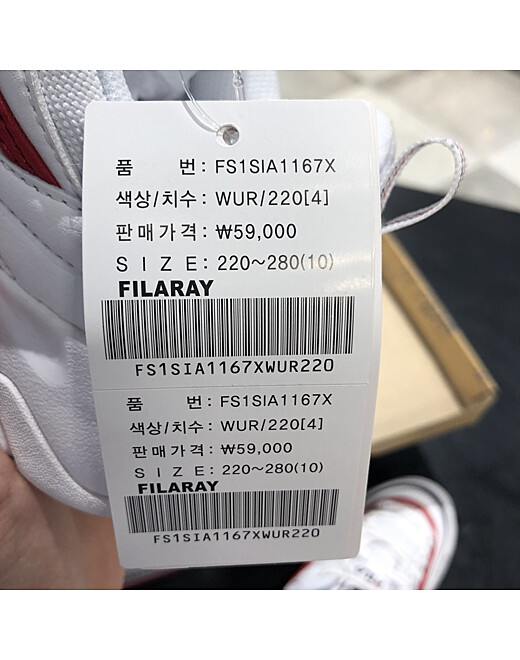 품 번: FS1SIA1167X
색상/치수: WUR/220[4]
판매가격: ₩59,000
S I Z E: 220~280(10)
FILARAY
FS1SIA1167XWUR220
품 번: FS1SIA1167X
색상/치수: WUR/220[4]
판매가격: ₩59,000
S I Z E: 220~280(10)
FILARAY
FS1SIA1167XWUR220